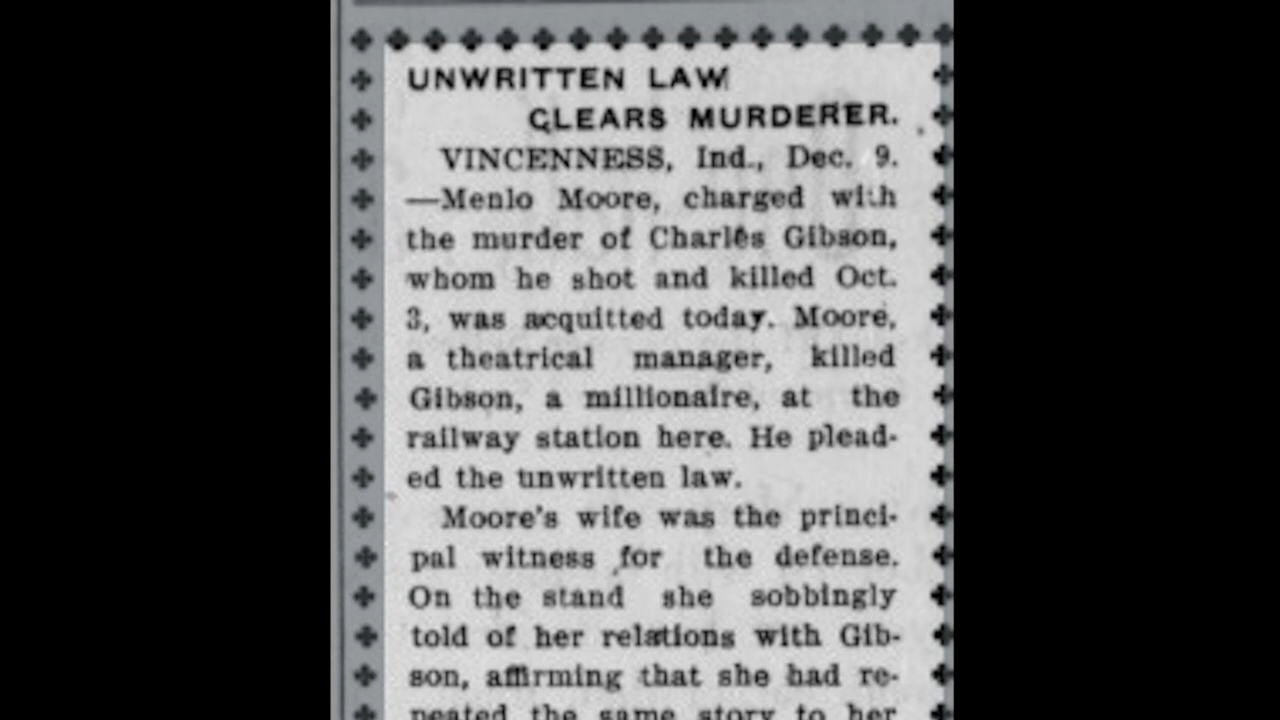 UNWRITTEN LAW
CLEARS MURDERER.
VINCENNESS, Ind., Dec. 9.
—Menlo Moore, charged with
the murder of Charles Gibson,
whom he shot and killed Oct.
3, was acquitted today. Moore,
a theatrical manager, killed
Gibson, a millionaire, at the
railway station here. He plead-
ed the unwritten law.
Moore's wife was the princi-
pal witness for the defense.
On the stand she sobbingly
told of her relations with Gib-
son, affirming that she had re-
peated the same story to her